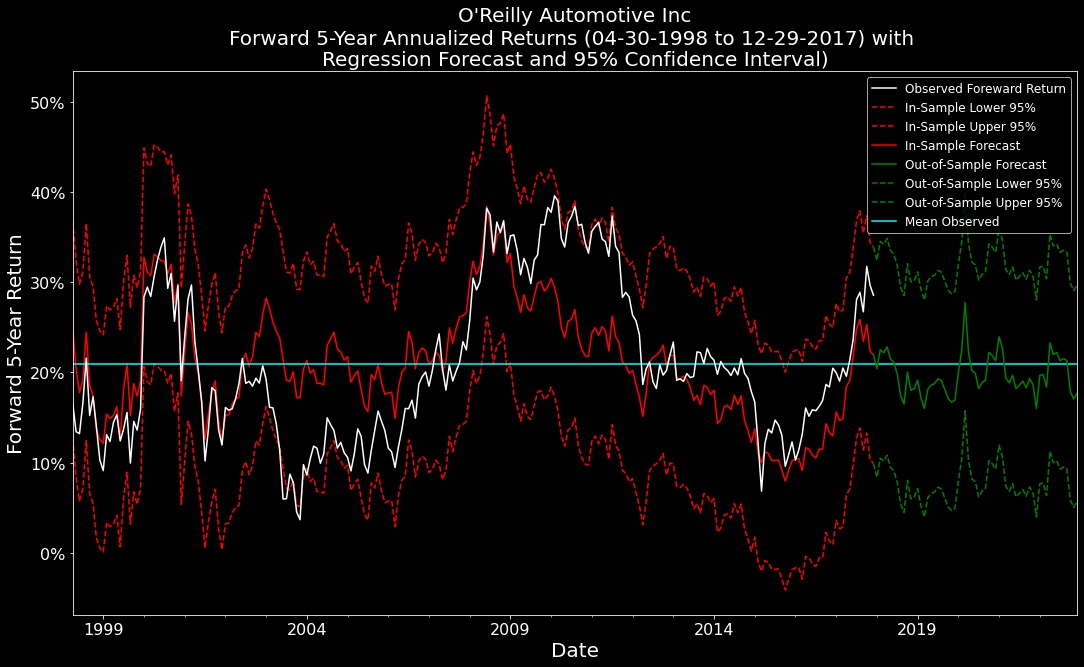 O'Reilly Automotive Inc
Forward 5-Year Annualized Returns (04-30-1998 to 12-29-2017) with
Regression Forecast and 95% Confidence Interval)
Observed Foreward Return
In-Sample Lower 95%
In-Sample Upper 95%
In-Sample Forecast
Out-of-Sample Forecast
Out-of-Sample Lower 95%
Out-of-Sample Upper 95%
Mean Observed
Forward 5-Year Return
50%
40%
30%
20%
10%
0%
1999
2004
2009
2014
2019
Date